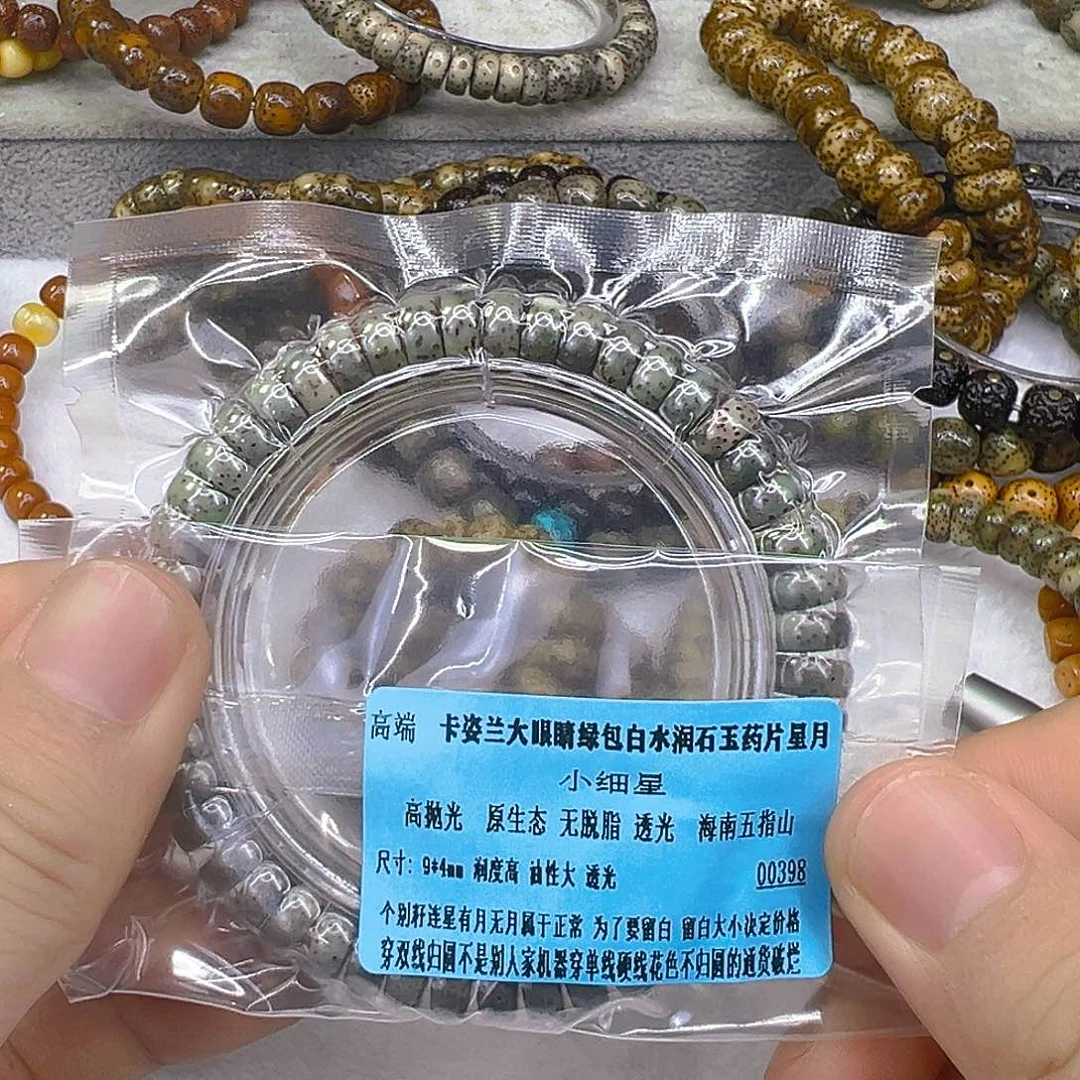 高端 卡姿兰大眼睛绿包白水润石玉药片星月
小细星
高抛光 原生态 无脱脂 透光 海南五指山
尺寸: 9*4mm 润度高 油性大 透光 00398
个别籽连星有月无月属于正常 为了要留白 留白大小决定价格
穿双线归圆不是别人家机器穿单线硬线花色不归圆的通货破烂